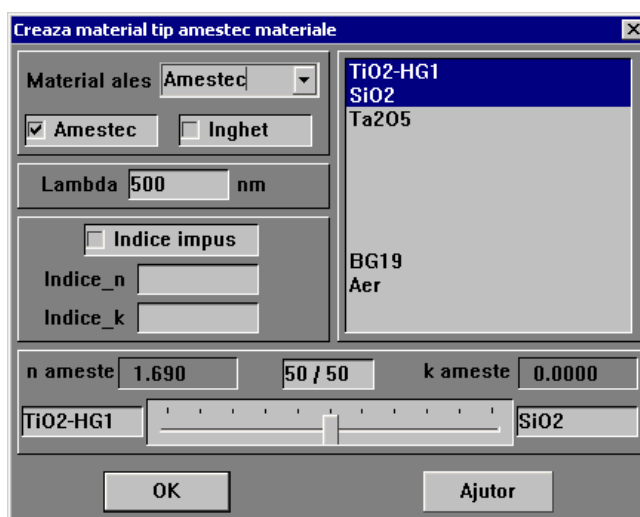 Creaza material tip amestec materiale
Material ales Amestec
Amestec Inghet
Lambda 500 nm
Indice impus
Indice_n
Indice_k
TiO2-HG1
SiO2
Ta2O5
BG19
Aer
n ameste 1.690 50 / 50 k ameste 0.0000
TiO2-HG1 SiO2
OK Ajutor